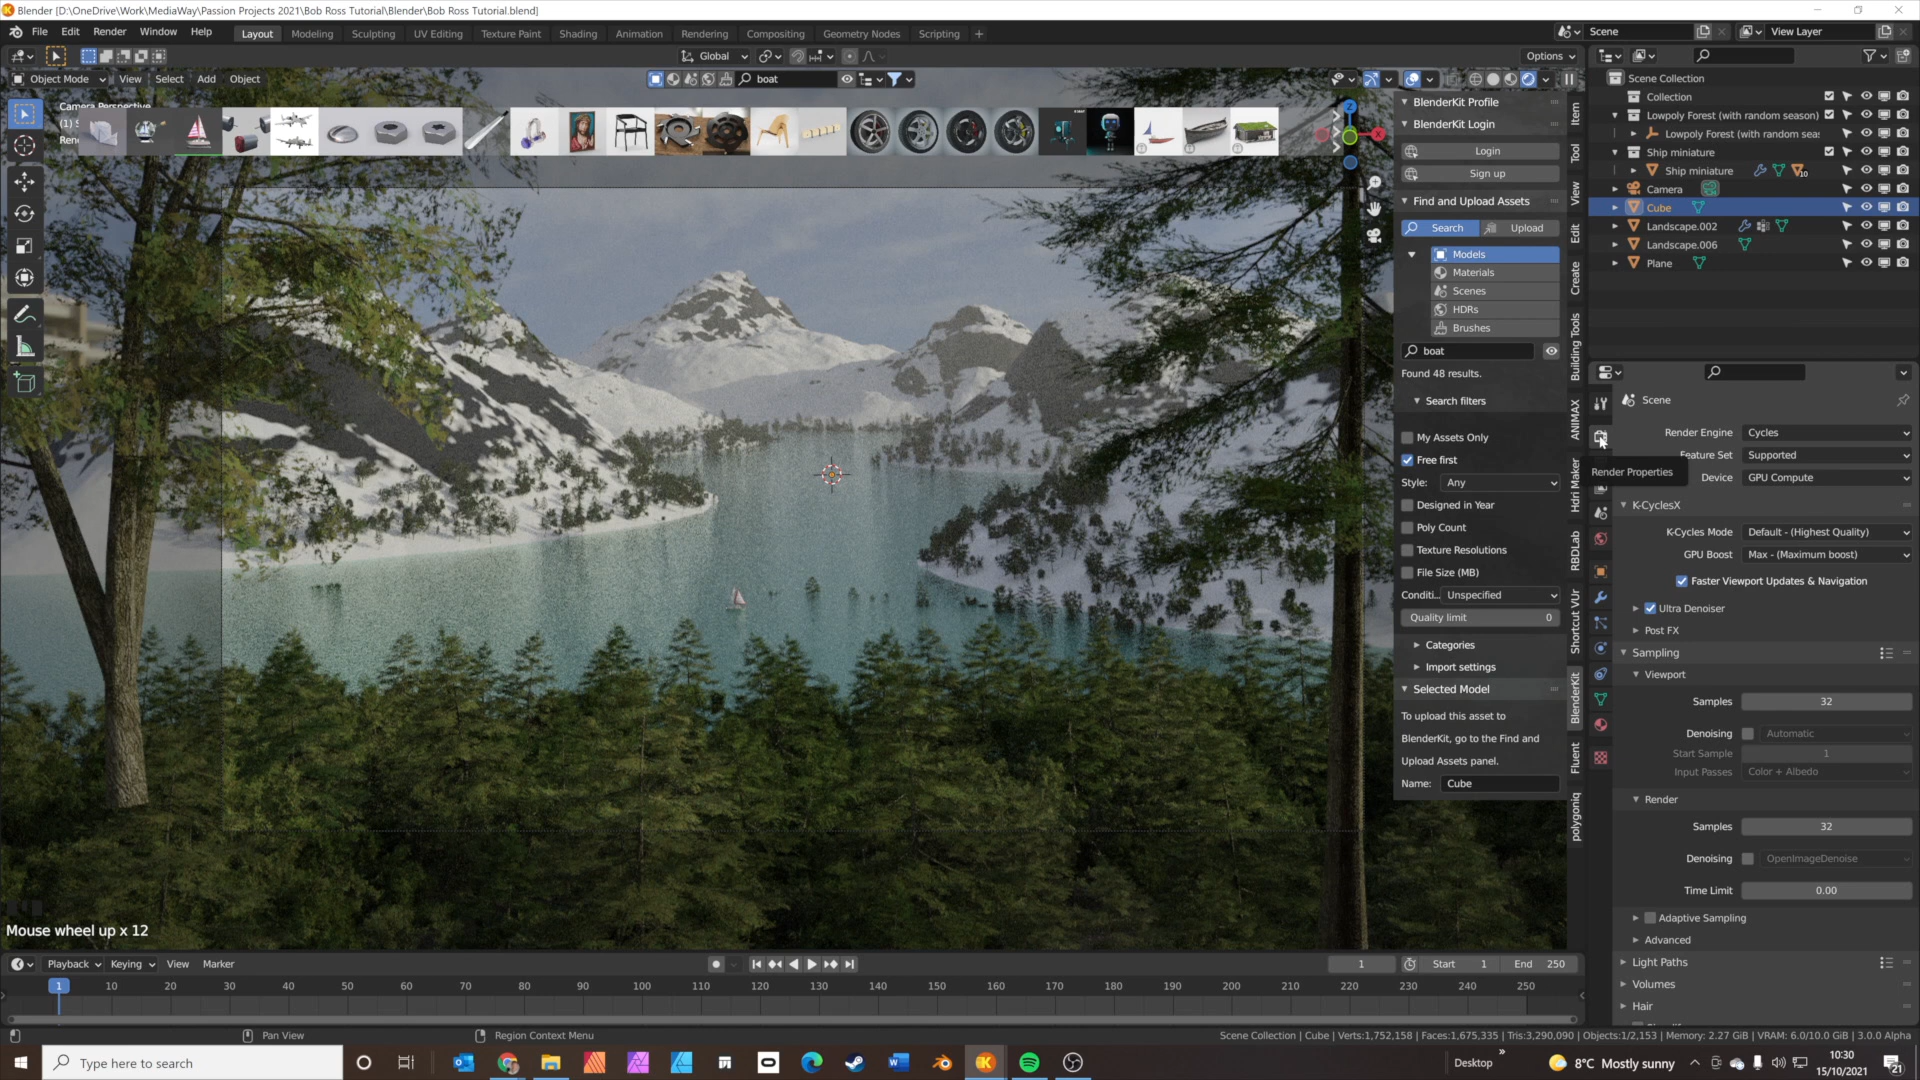 Blender [D:\OneDrive\Work\MediaWay\Passion Projects 2021\Bob Ross Tutorial\Blender\Bob Ross Tutorial.blend]
File Edit Render Window Help Layout Modeling Sculpting UV Editing Texture Paint Shading Animation Rendering Compositing Geometry Nodes Scripting + Scene View Layer
Global Options
Object Mode View Select Add Object boat
Camera Perspective
(1) S
Ren
BlenderKit Profile
BlenderKit Login
Login
Sign up
Find and Upload Assets
Search Upload
Models
Materials
Scenes
HDRs
Brushes
boat
Found 48 results.
Search filters
My Assets Only
Free first
Style: Any
Designed in Year
Poly Count
Texture Resolutions
File Size (MB)
Conditi... Unspecified
Quality limit 0
Categories
Import settings
Selected Model
To upload this asset to
BlenderKit, go to the Find and
Upload Assets panel.
Name: Cube
Item
Tool
View
Edit
Create
Building Tools
ANIMAX
Hdri Maker
RBDLab
Shortcut VUr
BlenderKit
Fluent
polygoniq
Z
X
Scene Collection
Collection
Lowpoly Forest (with random season)
Lowpoly Forest (with random seas
Ship miniature
Ship miniature 10
Camera
Cube
Landscape.002
Landscape.006
Plane
Scene
Render Engine Cycles
Feature Set Supported
Render Properties
Device GPU Compute
K-CyclesX
K-Cycles Mode Default - (Highest Quality)
GPU Boost Max - (Maximum boost)
Faster Viewport Updates & Navigation
Ultra Denoiser
Post FX
Sampling
Viewport
Samples 32
Denoising Automatic
Start Sample 1
Input Passes Color + Albedo
Render
Samples 32
Denoising OpenImageDenoise
Time Limit 0.00
Adaptive Sampling
Advanced
Light Paths
Volumes
Hair
Mouse wheel up x 12
Playback Keying View Marker 1 Start 1 End 250
1 10 20 30 40 50 60 70 80 90 100 110 120 130 140 150 160 170 180 190 200 210 220 230 240 250
Pan View Region Context Menu Scene Collection | Cube | Verts:1,752,158 | Faces:1,675,335 | Tris:3,290,090 | Objects:1/2,153 | Memory: 2.27 GiB | VRAM: 6.0/10.0 GiB | 3.0.0 Alpha
Type here to search Desktop » 8°C Mostly sunny 10:30
15/10/2021 21